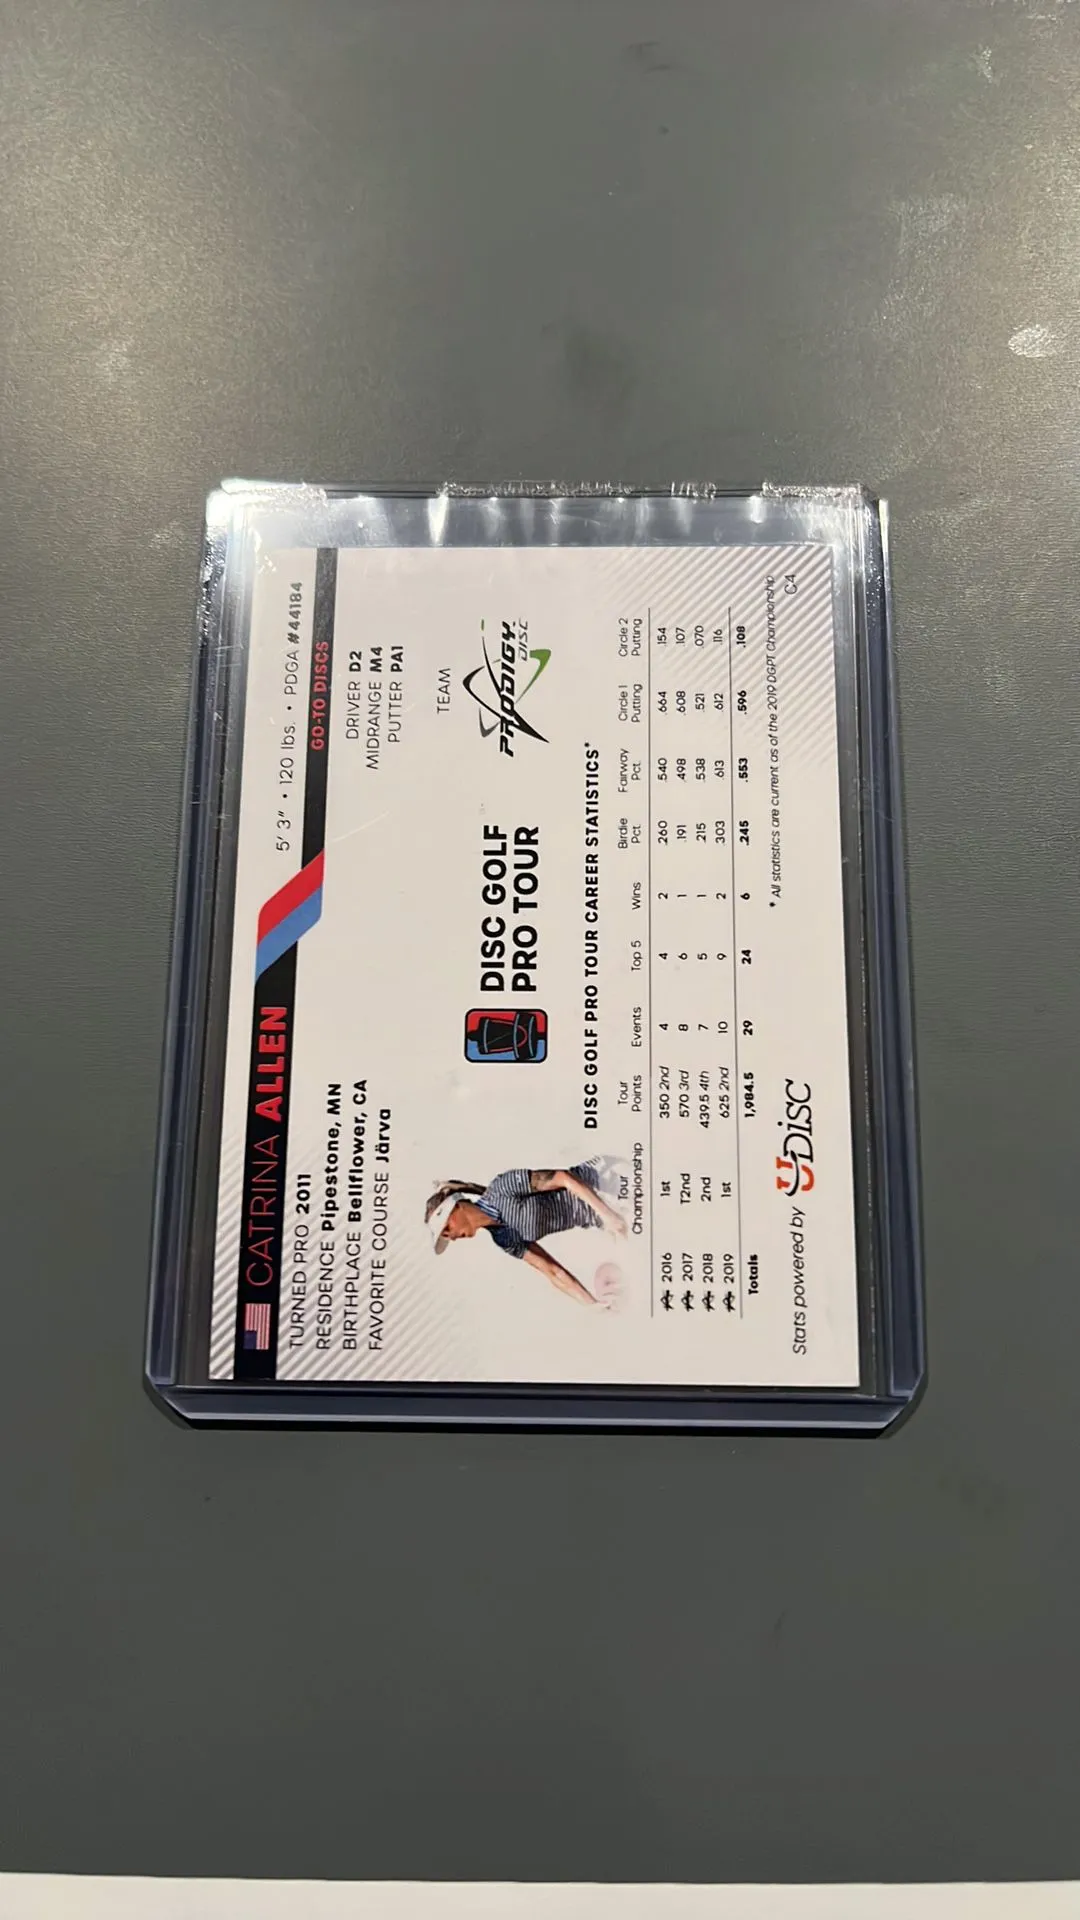 CATRINA ALLEN
5' 3" • 120 lbs. • PDGA #44184
GO-TO DISCS
TURNED PRO 2011
RESIDENCE Pipestone, MN
BIRTHPLACE Bellflower, CA
FAVORITE COURSE Järva
DRIVER D2
MIDRANGE M4
PUTTER PA1
DISC GOLF
PRO TOUR
TEAM
PRODIGY
DISC
DISC GOLF PRO TOUR CAREER STATISTICS*
Tour Championship Tour Points Events Top 5 Wins Birdie Pct. Fairway Pct. Circle 1 Putting Circle 2 Putting
2016 1st 350 2nd 4 4 2 .260 .540 .664 .154
2017 T2nd 570 3rd 8 6 1 .191 .498 .608 .107
2018 2nd 439.5 4th 7 5 1 .215 .538 .521 .070
2019 1st 625 2nd 10 9 2 .303 .613 .612 .116
Totals 1,984.5 29 24 6 .245 .553 .596 .108
* All statistics are current as of the 2019 DGPT Championship
Stats powered by UDisc
C4